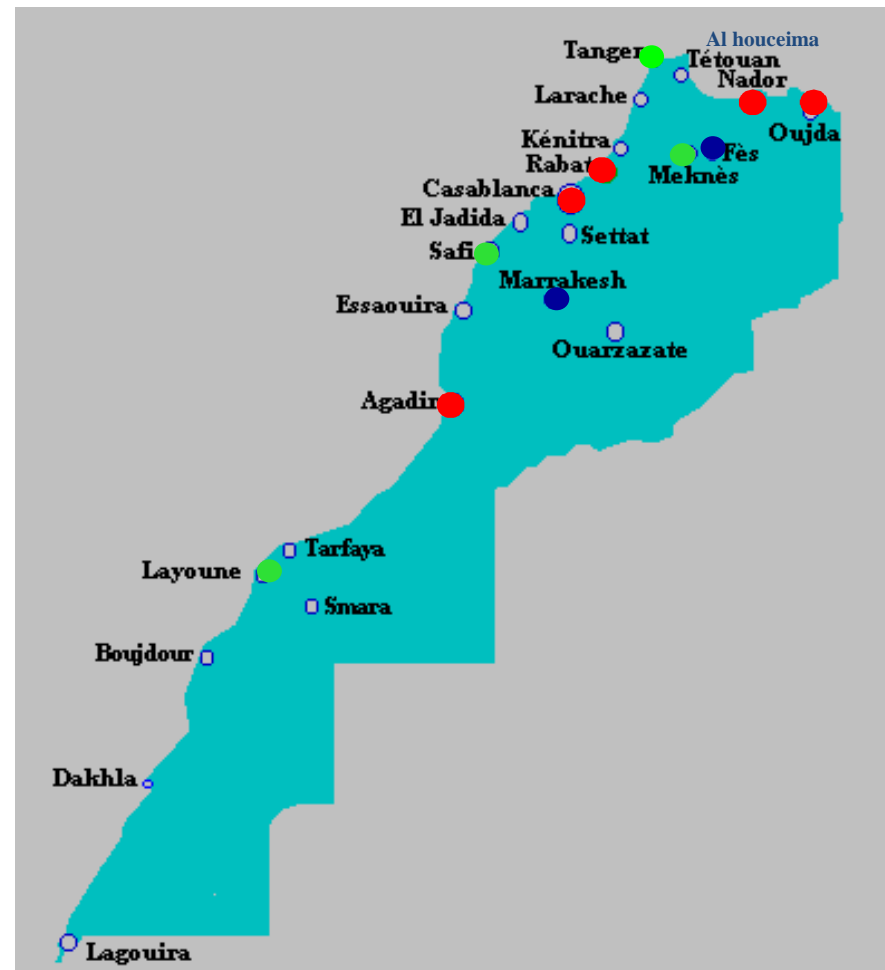 Al houceima
Tanger
Tétouan
Nador
Larache
Oujda
Kénitra
Fès
Rabat
Meknès
Casablanca
El Jadida
Settat
Safi
Marrakesh
Essaouira
Ouarzazate
Agadir
Tarfaya
Layoune
Smara
Boujdour
Dakhla
Lagouira